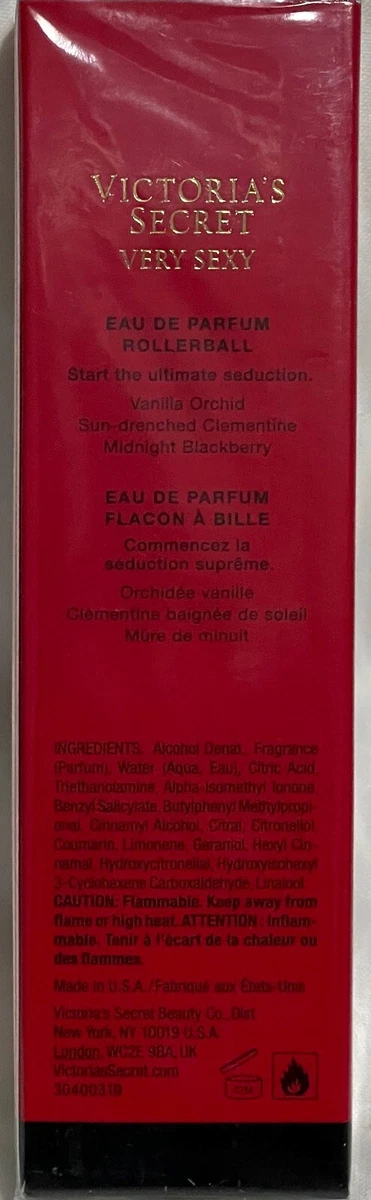 VICTORIA'S
SECRET
VERY SEXY
EAU DE PARFUM
ROLLERBALL
Start the ultimate seduction.
Vanilla Orchid
Sun-drenched Clementine
Midnight Blackberry
EAU DE PARFUM
FLACON À BILLE
Commencez la
séduction suprême.
Orchidée vanille
Clémentine baignée de soleil
Mûre de minuit
INGREDIENTS: Alcohol Denat., Fragrance
(Parfum), Water (Aqua, Eau), Citric Acid,
Triethanolamine, Alpha-Isomethyl Ionone,
Benzyl Salicylate, Butylphenyl Methylpropi-
onal, Cinnamyl Alcohol, Citral, Citronellol,
Coumarin, Limonene, Geraniol, Hexyl Cin-
namal, Hydroxycitronellal, Hydroxyisohexyl
3-Cyclohexene Carboxaldehyde, Linalool.
CAUTION: Flammable. Keep away from
flame or high heat. ATTENTION : Inflam-
mable. Tenir à l'écart de la chaleur ou
des flammes.
Made in U.S.A./Fabriqué aux États-Unis
Victoria's Secret Beauty Co., Dist.
New York, NY 10019 U.S.A.
London, WC2E 9BA, UK
VictoriasSecret.com
30400319